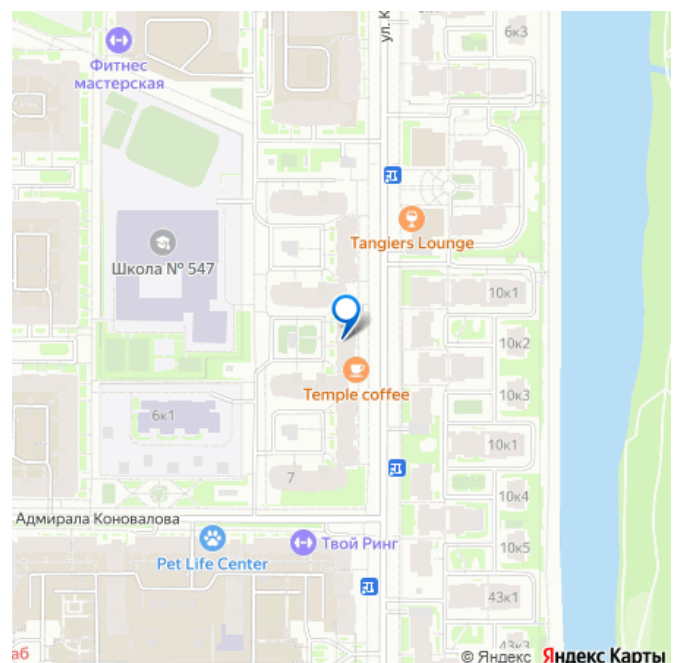 ул. К
6к3
Фитнес
мастерская
Tangiers Lounge
Школа № 547
10к1
10к2
Temple coffee
10к3
6к1
10к1
7
10к4
Адмирала Коновалова
Твой Ринг
10к5
Pet Life Center
43к1
43к3
аб
© Яндекс Яндекс Карты